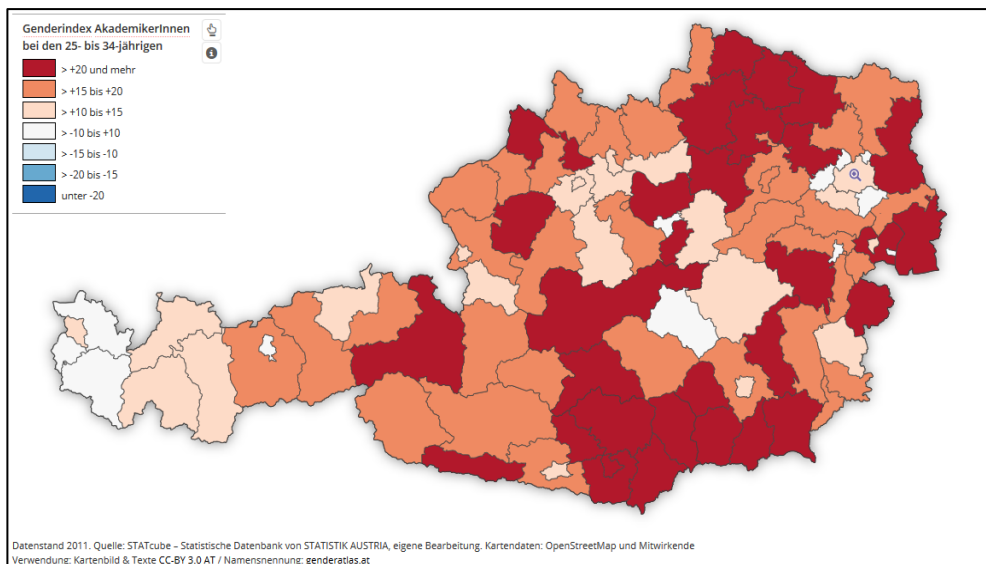 Genderindex AkademikerInnen
bei den 25- bis 34-jährigen
> +20 und mehr
> +15 bis +20
> +10 bis +15
> -10 bis +10
> -15 bis -10
> -20 bis -15
unter -20
Datenstand 2011. Quelle: STATcube – Statistische Datenbank von STATISTIK AUSTRIA, eigene Bearbeitung. Kartendaten: OpenStreetMap und Mitwirkende
Verwendung: Kartenbild & Texte CC-BY 3.0 AT / Namensnennung: genderatlas.at